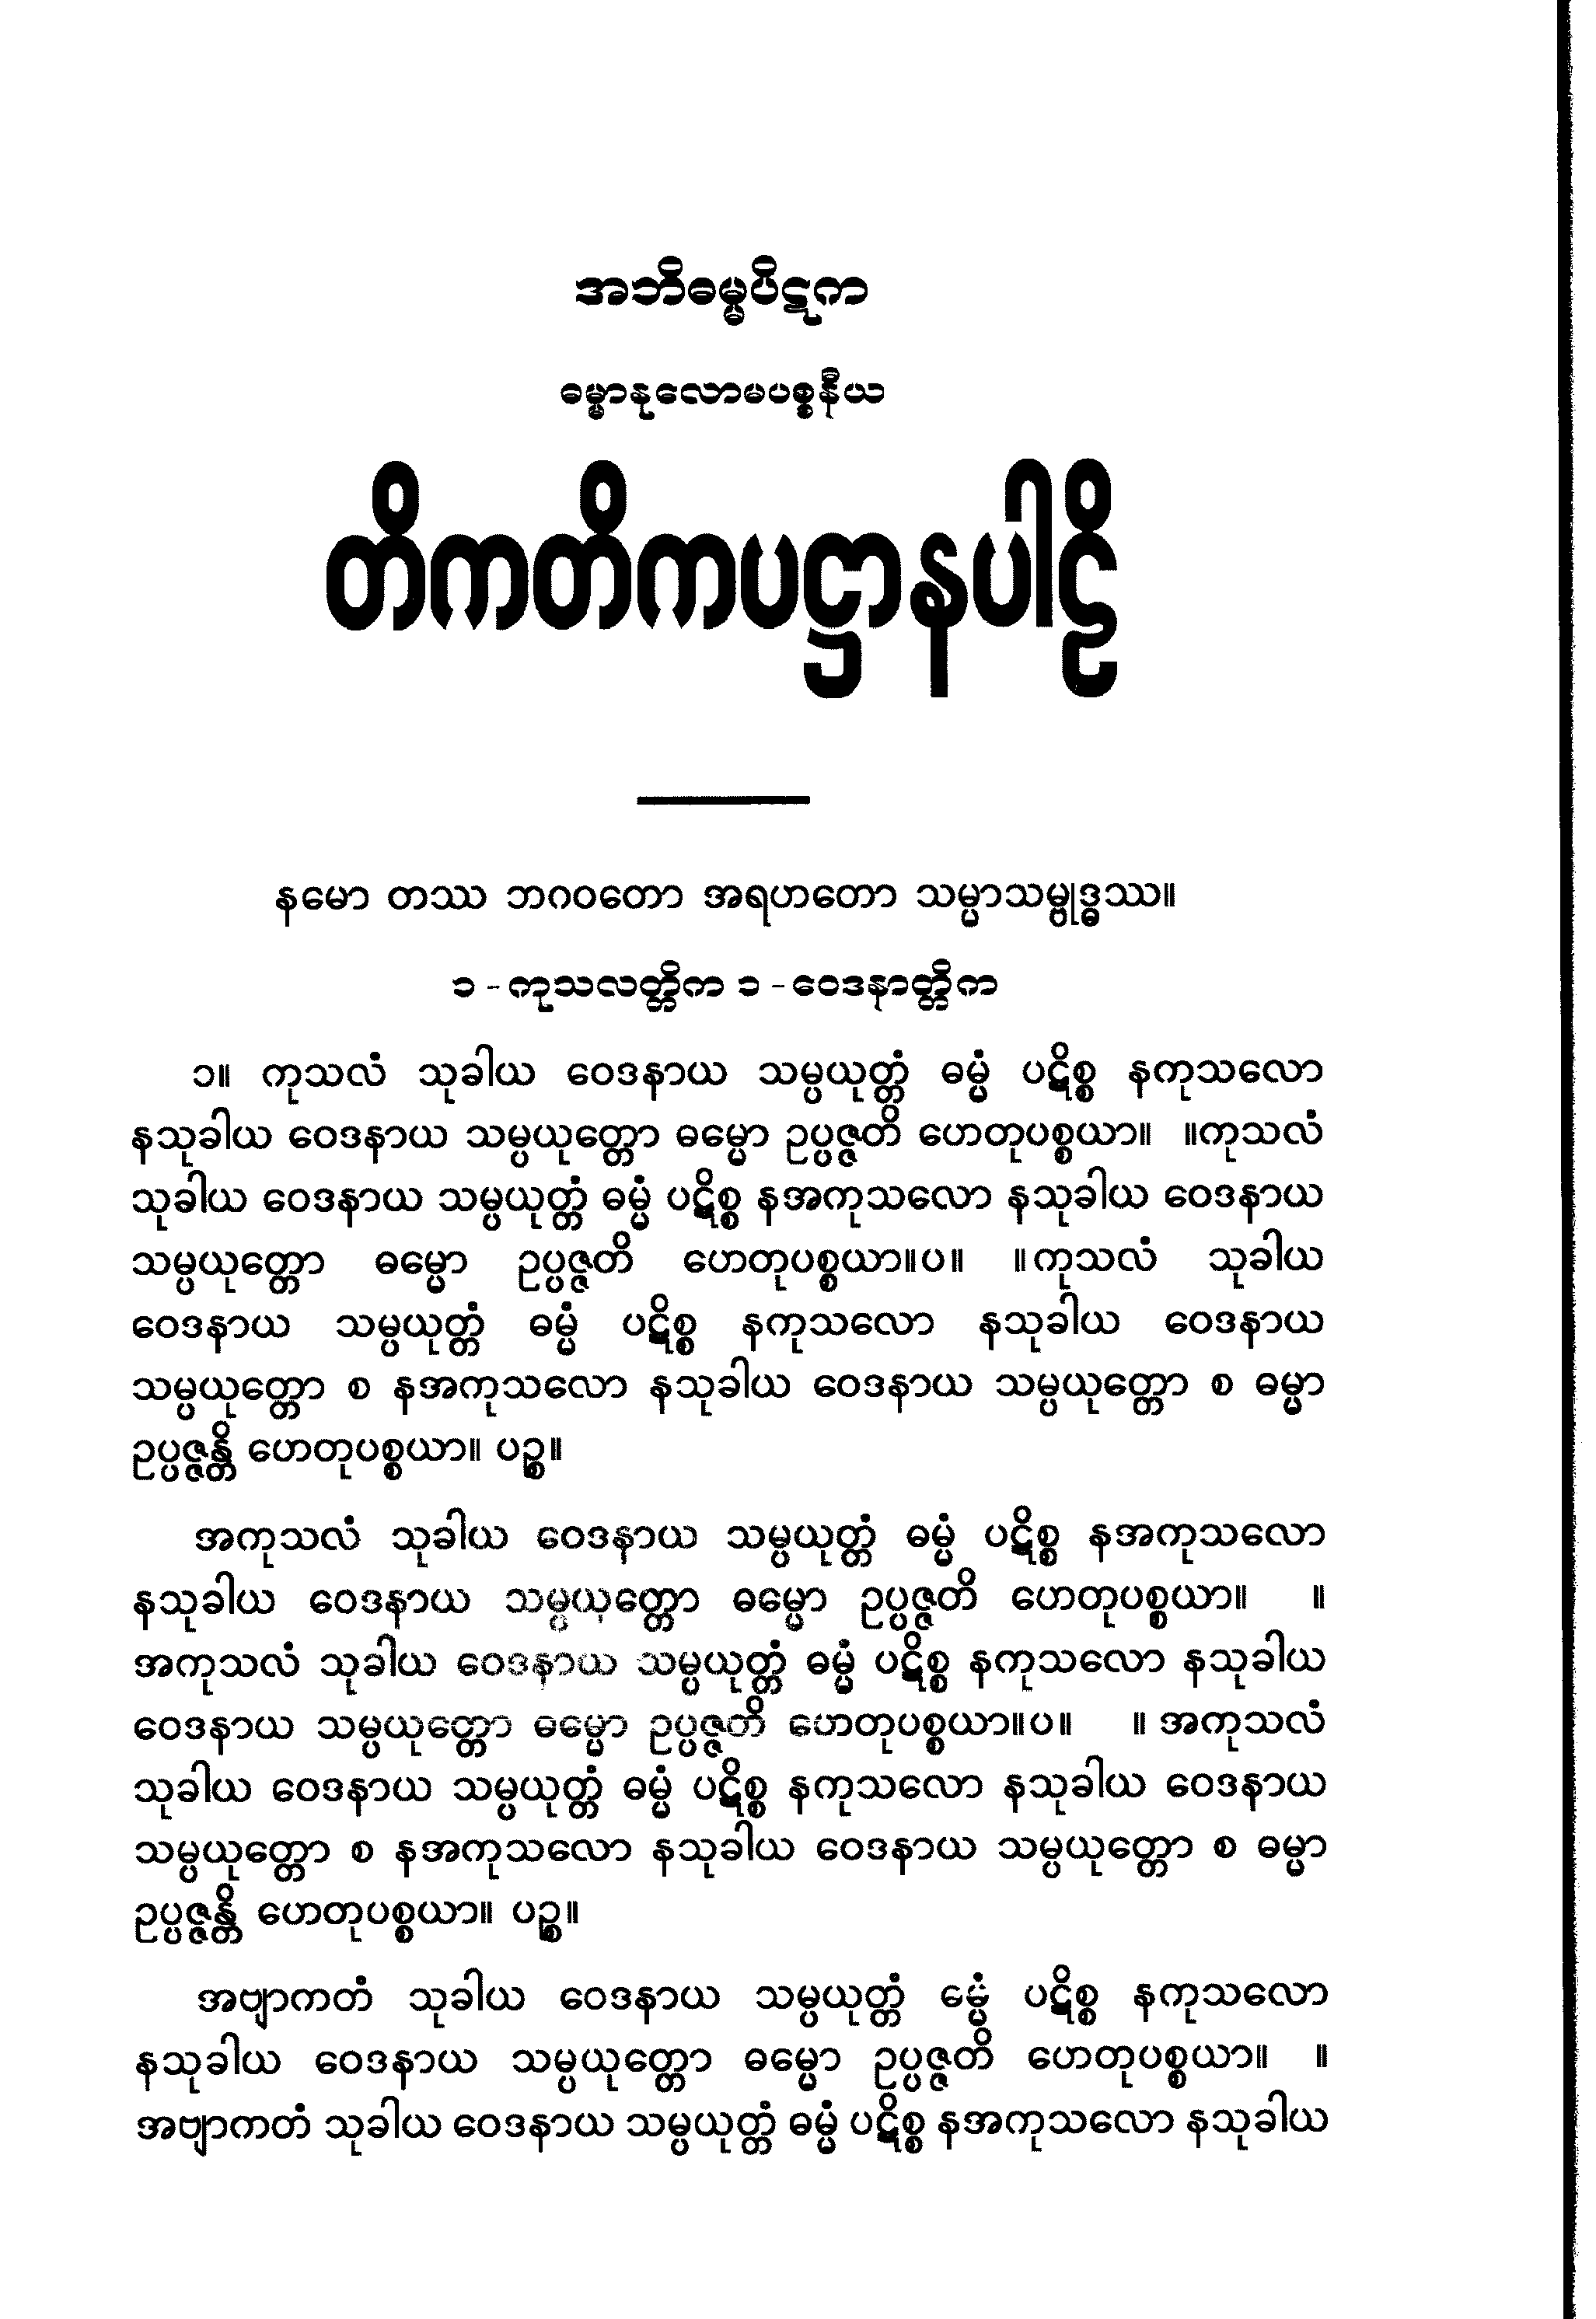 အဘိဓမ္မပိဋက
ဓမ္မာနုလောမပစ္စနီယ
တိကတိကပဋ္ဌာနပါဠိ
နမော တဿ ဘဂဝတော အရဟတော သမ္မာသမ္ဗုဒ္ဓဿ။
၁ - ကုသလတ္တိက ၁ - ဝေဒနာတ္တိက
၁။ ကုသလံ သုခါယ ဝေဒနာယ သမ္ပယုတ္တံ ဓမ္မံ ပဋိစ္စ နကုသလော
နသုခါယ ဝေဒနာယ သမ္ပယုတ္တော ဓမ္မော ဥပ္ပဇ္ဇတိ ဟေတုပစ္စယာ။ ။ကုသလံ
သုခါယ ဝေဒနာယ သမ္ပယုတ္တံ ဓမ္မံ ပဋိစ္စ နအကုသလော နသုခါယ ဝေဒနာယ
သမ္ပယုတ္တော ဓမ္မော ဥပ္ပဇ္ဇတိ ဟေတုပစ္စယာ။ပ။ ။ကုသလံ သုခါယ
ဝေဒနာယ သမ္ပယုတ္တံ ဓမ္မံ ပဋိစ္စ နကုသလော နသုခါယ ဝေဒနာယ
သမ္ပယုတ္တော စ နအကုသလော နသုခါယ ဝေဒနာယ သမ္ပယုတ္တော စ ဓမ္မာ
ဥပ္ပဇ္ဇန္တိ ဟေတုပစ္စယာ။ ပဉ္စ။
အကုသလံ သုခါယ ဝေဒနာယ သမ္ပယုတ္တံ ဓမ္မံ ပဋိစ္စ နအကုသလော
နသုခါယ ဝေဒနာယ သမ္ပယုတ္တော ဓမ္မော ဥပ္ပဇ္ဇတိ ဟေတုပစ္စယာ။ ။
အကုသလံ သုခါယ ဝေဒနာယ သမ္ပယုတ္တံ ဓမ္မံ ပဋိစ္စ နကုသလော နသုခါယ
ဝေဒနာယ သမ္ပယုတ္တော ဓမ္မော ဥပ္ပဇ္ဇတိ ဟေတုပစ္စယာ။ပ။ ။ အကုသလံ
သုခါယ ဝေဒနာယ သမ္ပယုတ္တံ ဓမ္မံ ပဋိစ္စ နကုသလော နသုခါယ ဝေဒနာယ
သမ္ပယုတ္တော စ နအကုသလော နသုခါယ ဝေဒနာယ သမ္ပယုတ္တော စ ဓမ္မာ
ဥပ္ပဇ္ဇန္တိ ဟေတုပစ္စယာ။ ပဉ္စ။
အဗျာကတံ သုခါယ ဝေဒနာယ သမ္ပယုတ္တံ ဓမ္မံ ပဋိစ္စ နကုသလော
နသုခါယ ဝေဒနာယ သမ္ပယုတ္တော ဓမ္မော ဥပ္ပဇ္ဇတိ ဟေတုပစ္စယာ။ ။
အဗျာကတံ သုခါယ ဝေဒနာယ သမ္ပယုတ္တံ ဓမ္မံ ပဋိစ္စ နအကုသလော နသုခါယ